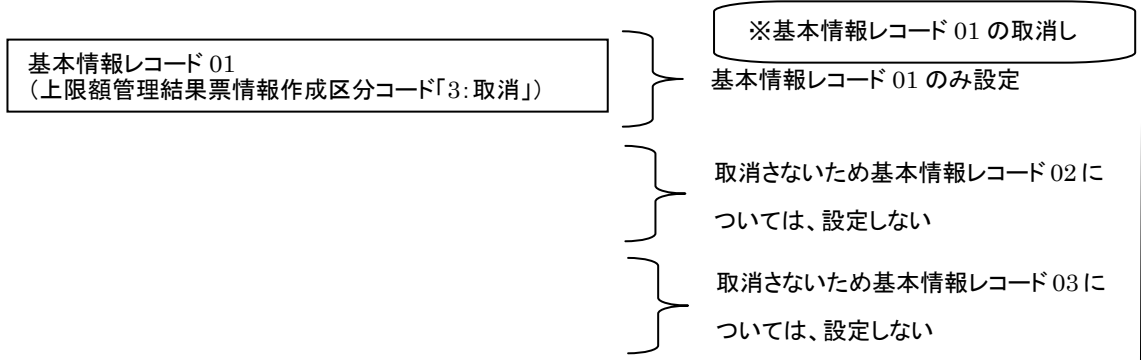 ※基本情報レコード 01 の取消し
基本情報レコード 01
（上限額管理結果票情報作成区分コード「3：取消」）
基本情報レコード 01 のみ設定
取消さないため基本情報レコード 02 に
ついては、設定しない
取消さないため基本情報レコード 03 に
ついては、設定しない